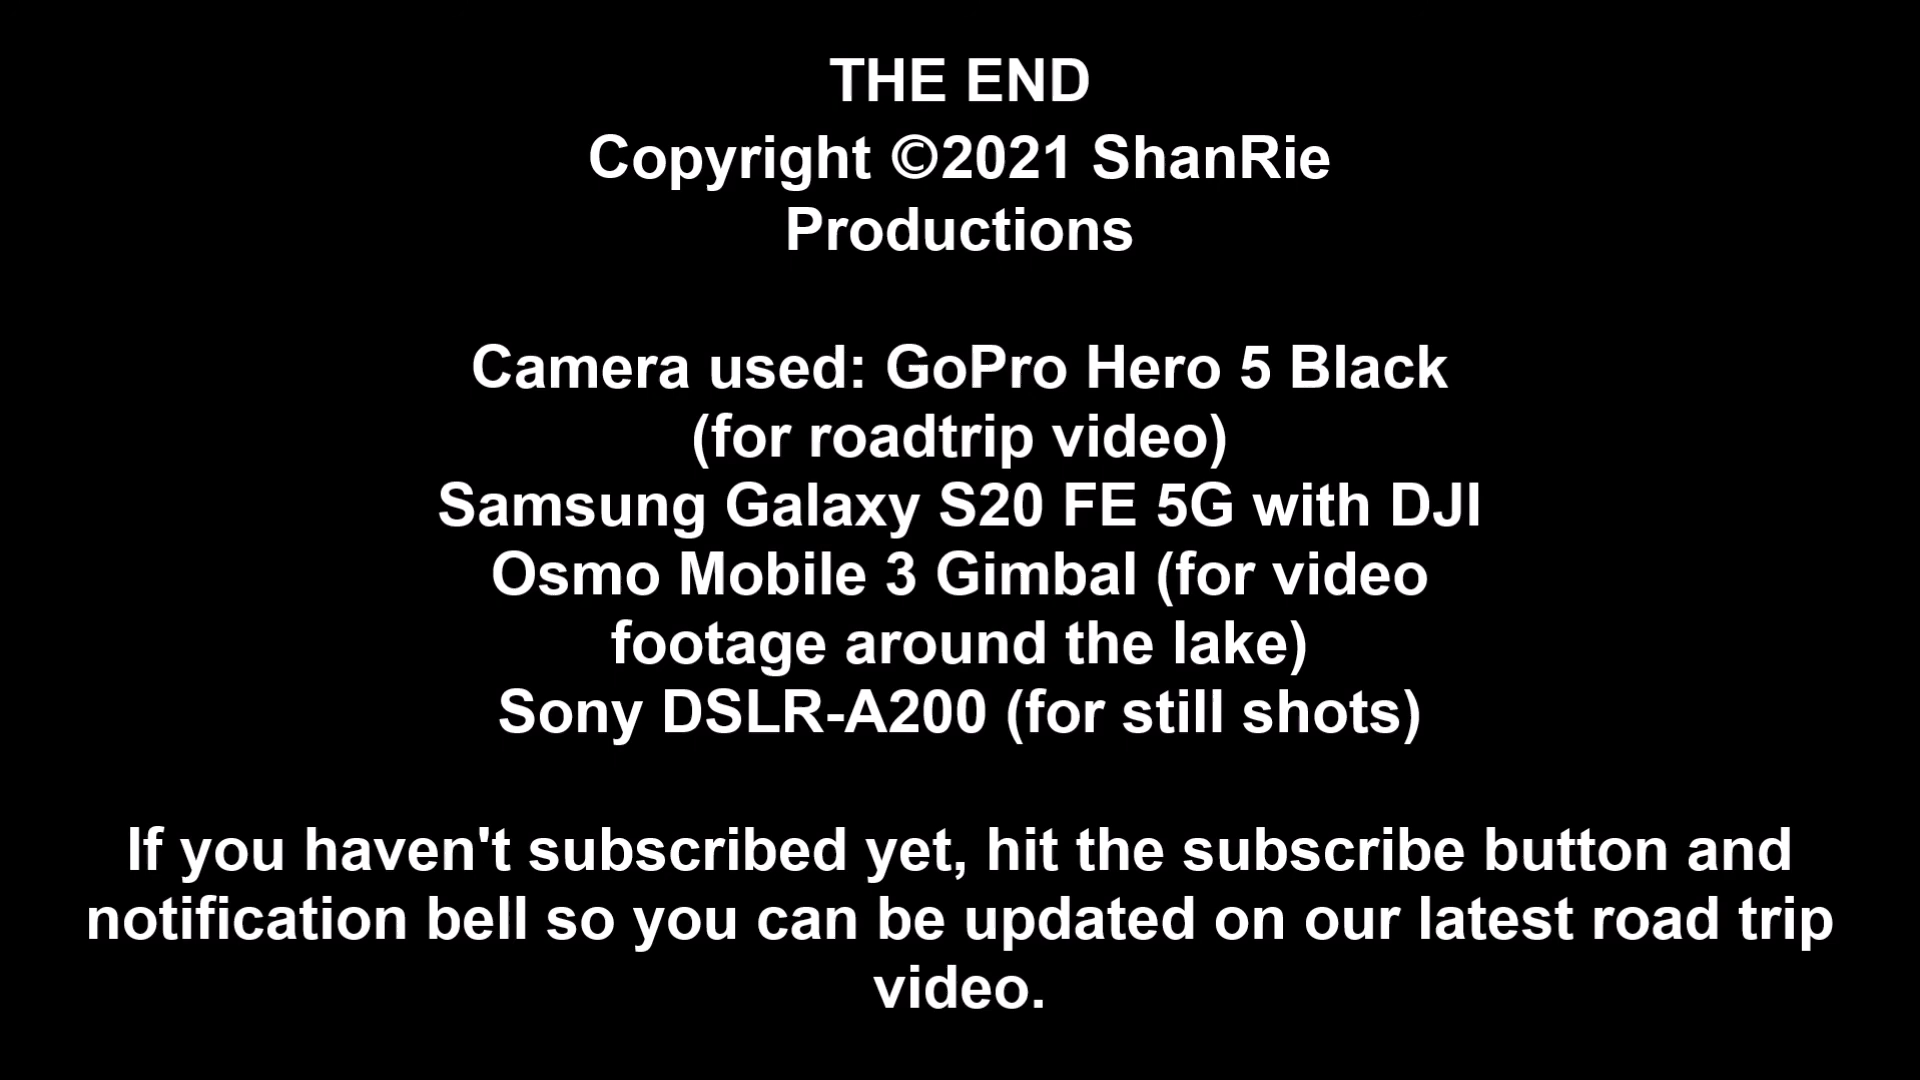 THE END
Copyright ©2021 ShanRie
Productions
Camera used: GoPro Hero 5 Black
(for roadtrip video)
Samsung Galaxy S20 FE 5G with DJI
Osmo Mobile 3 Gimbal (for video
footage around the lake)
Sony DSLR-A200 (for still shots)
If you haven't subscribed yet, hit the subscribe button and
notification bell so you can be updated on our latest road trip
video.